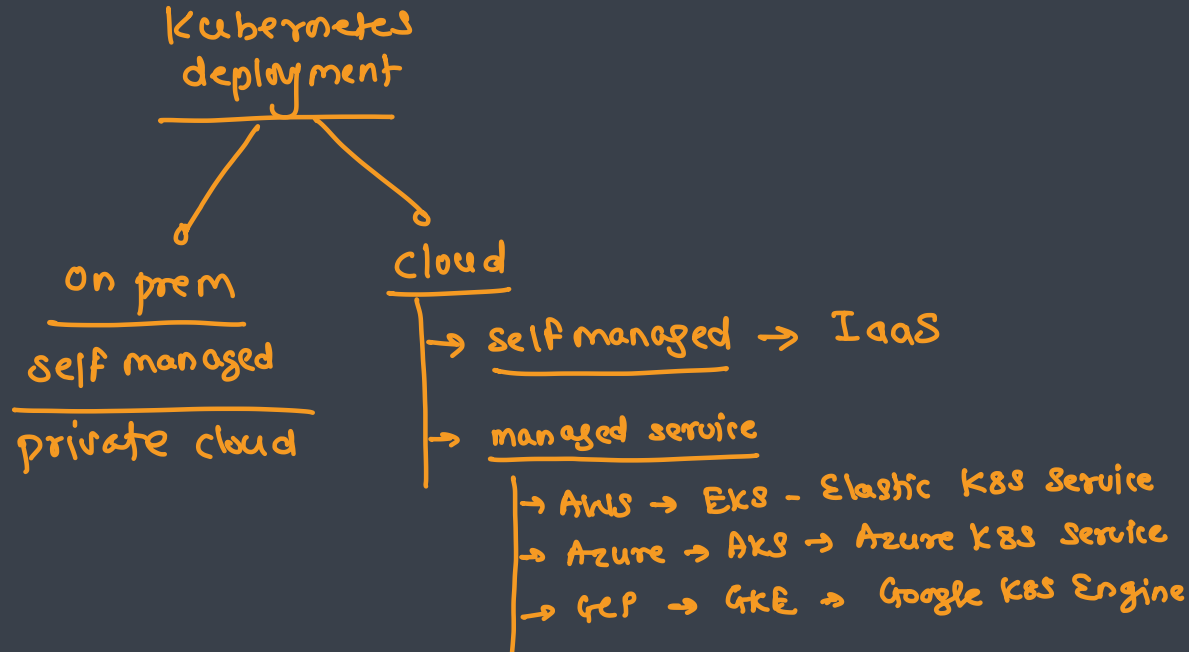 Kubernetes
deployment
on prem
self managed
private cloud
cloud
→ self managed → IaaS
→ managed service
→ AWS → EKS - Elastic K8S Service
→ Azure → AKS → Azure K8S Service
→ GCP → GKE → Google K8S Engine